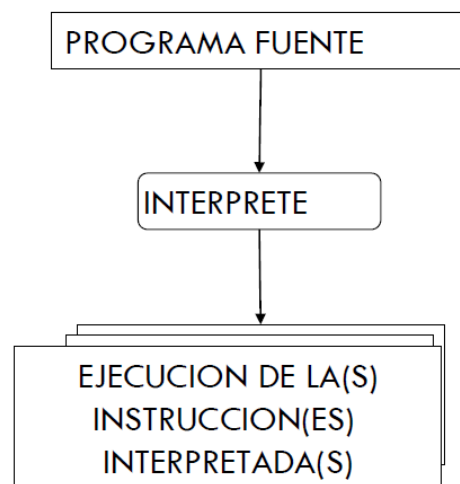 PROGRAMA FUENTE
INTERPRETE
EJECUCION DE LA(S)
INSTRUCCION(ES)
INTERPRETADA(S)